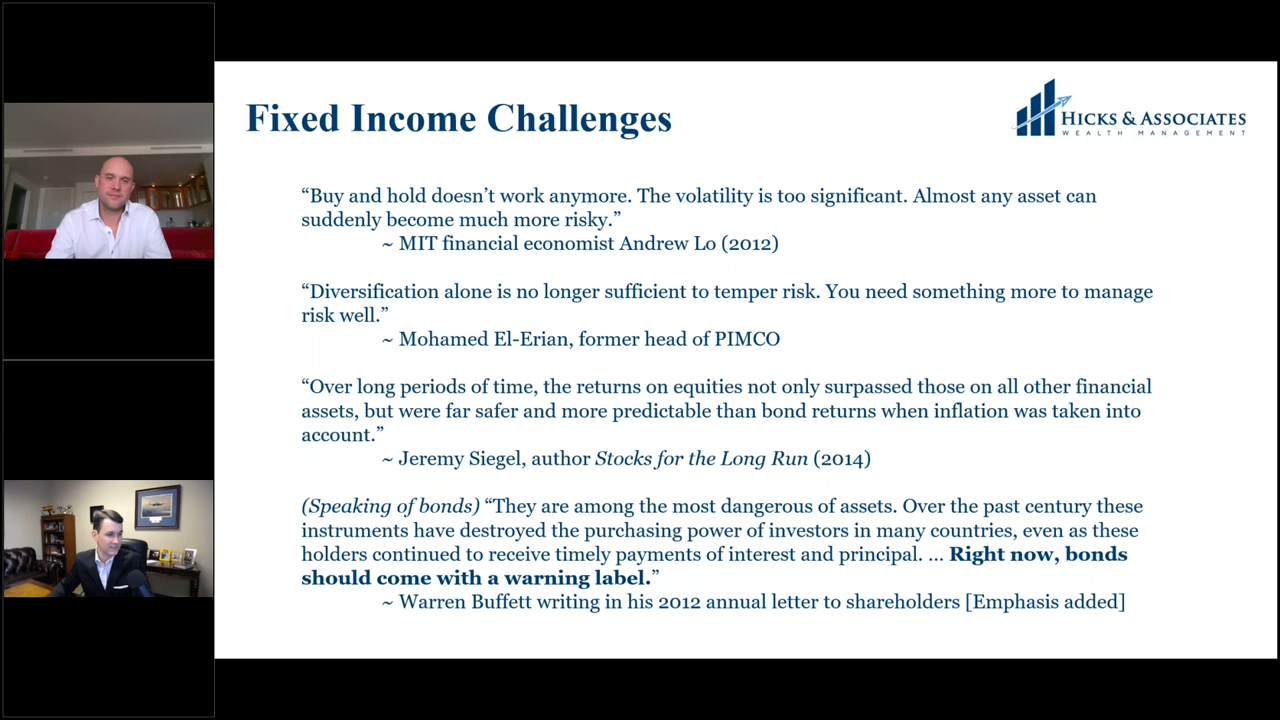 Fixed Income Challenges
HICKS & ASSOCIATES
WEALTH MANAGEMENT
“Buy and hold doesn’t work anymore. The volatility is too significant. Almost any asset can
suddenly become much more risky.”
~ MIT financial economist Andrew Lo (2012)
“Diversification alone is no longer sufficient to temper risk. You need something more to manage
risk well.”
~ Mohamed El-Erian, former head of PIMCO
“Over long periods of time, the returns on equities not only surpassed those on all other financial
assets, but were far safer and more predictable than bond returns when inflation was taken into
account.”
~ Jeremy Siegel, author Stocks for the Long Run (2014)
(Speaking of bonds) “They are among the most dangerous of assets. Over the past century these
instruments have destroyed the purchasing power of investors in many countries, even as these
holders continued to receive timely payments of interest and principal. ... Right now, bonds
should come with a warning label.”
~ Warren Buffett writing in his 2012 annual letter to shareholders [Emphasis added]